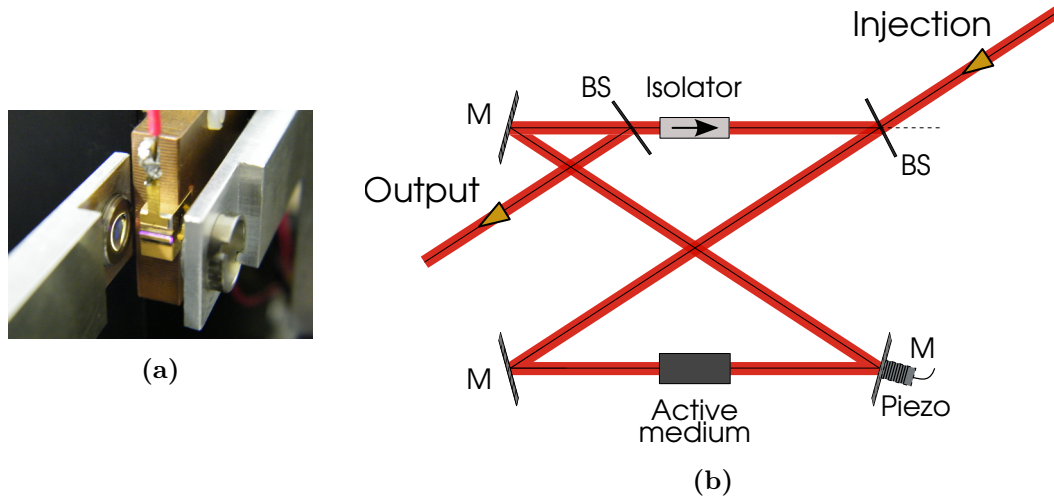 Injection
BS
Isolator
M
BS
Output
M
M
Active
medium
Piezo
(a)
(b)